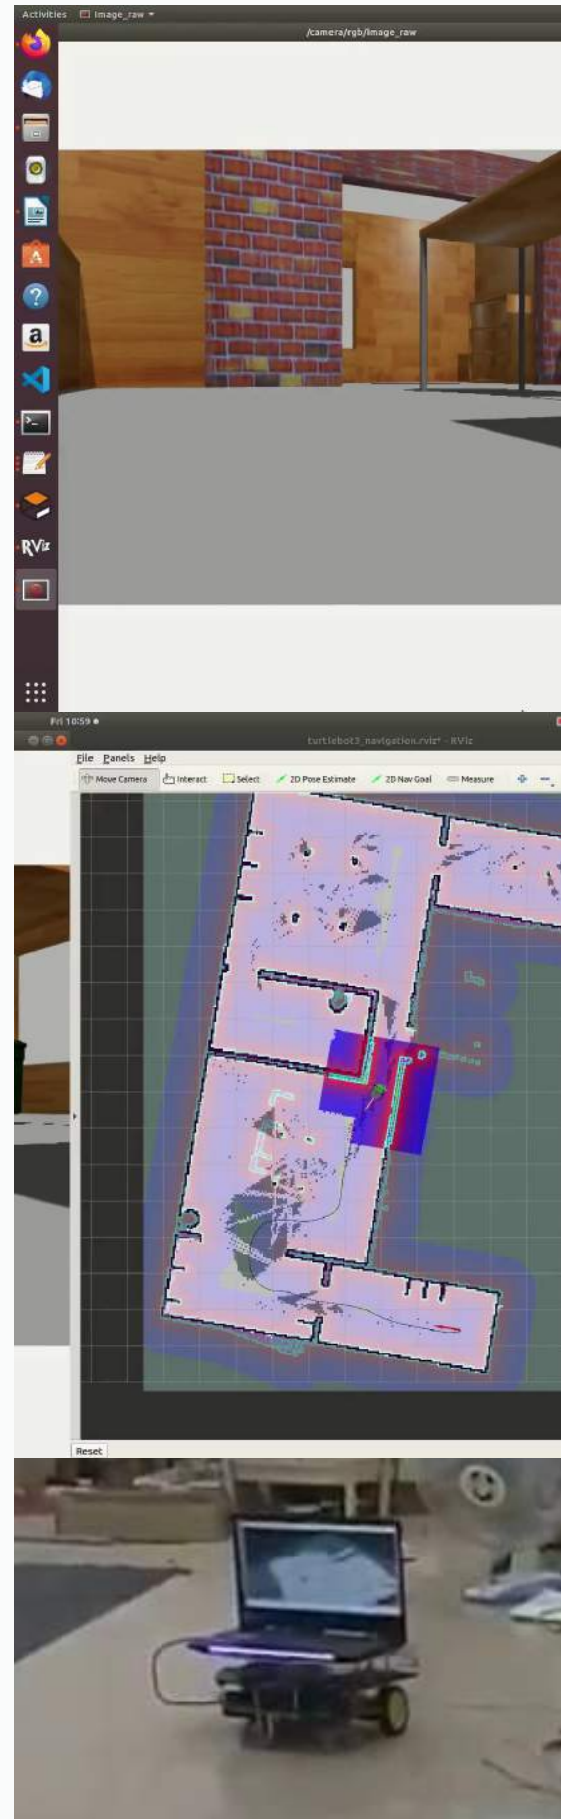 Activities Image_raw
/camera/rgb/image_raw
A
?
a
>_
RViz
Fri 10:59
turtlebot3_navigation.rviz* - RViz
File Panels Help
Move Camera Interact Select 2D Pose Estimate 2D Nav Goal Measure
Reset